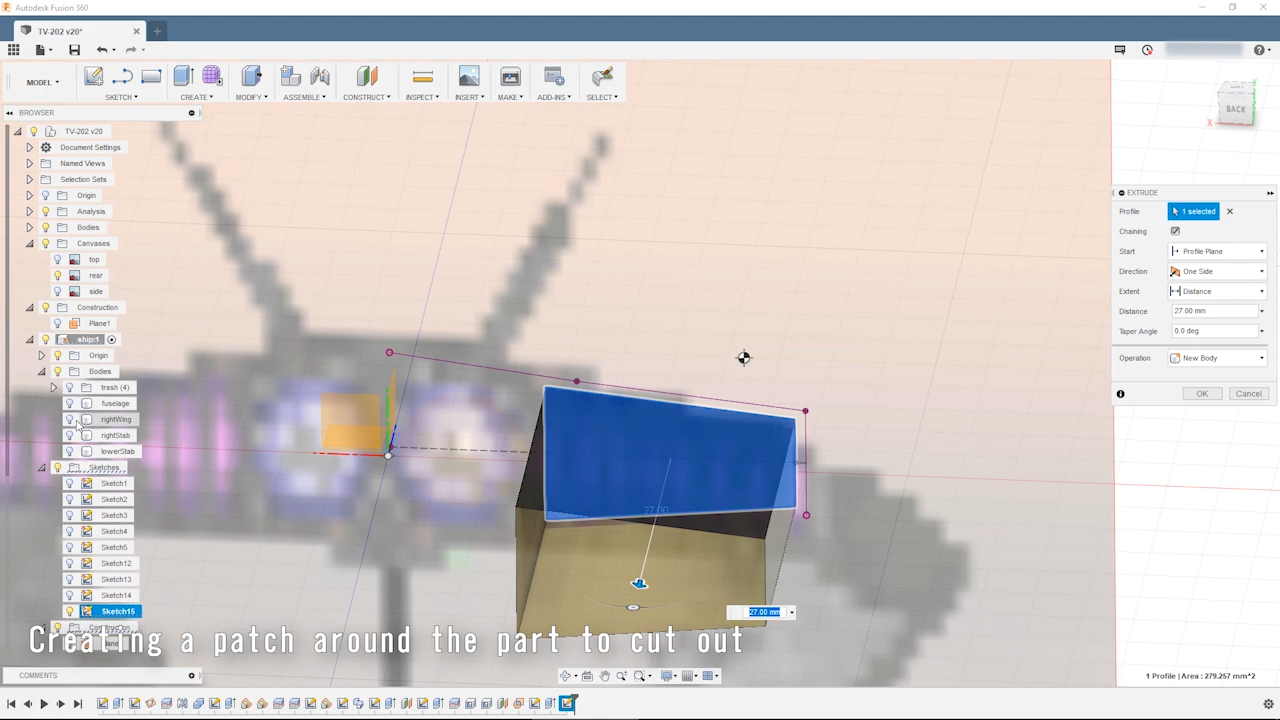 Autodesk Fusion 360
TV-202 v20*
MODEL
SKETCH
CREATE
MODIFY
ASSEMBLE
CONSTRUCT
INSPECT
INSERT
MAKE
ADD-INS
SELECT
BROWSER
TV-202 v20
Document Settings
Named Views
Selection Sets
Origin
Analysis
Bodies
Canvases
top
rear
side
Construction
Plane1
ship:1
Origin
Bodies
trash (4)
fuselage
rightWing
rightStab
lowerStab
Sketches
Sketch1
Sketch2
Sketch3
Sketch4
Sketch5
Sketch12
Sketch13
Sketch14
Sketch15
Construction
BACK
X
EXTRUDE
Profile 1 selected
Chaining
Start Profile Plane
Direction One Side
Extent Distance
Distance 27.00 mm
Taper Angle 0.0 deg
Operation New Body
OK Cancel
27.00
27.00 mm
Creating a patch around the part to cut out
COMMENTS
1 Profile | Area : 279.257 mm^2